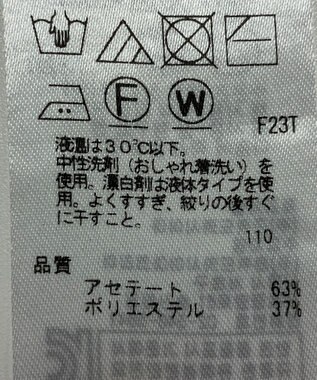 F
W
F23T
液温は30℃以下。
中性洗剤（おしゃれ着洗い）を
使用。漂白剤は液体タイプを使
用。よくすすぎ、絞りの後すぐ
に干すこと。
110
品質
アセテート 63%
ポリエステル 37%